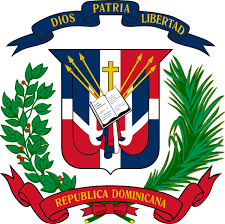 DIOS PATRIA LIBERTAD
REPUBLICA DOMINICANA